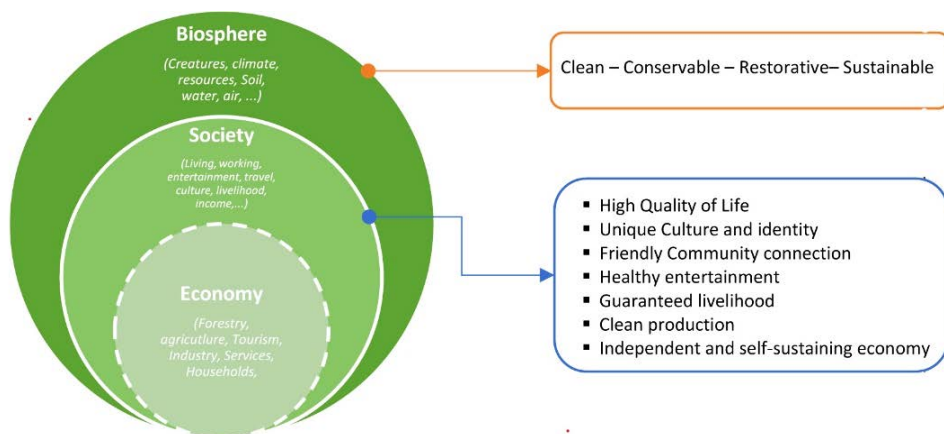 Biosphere
(Creatures, climate,
resources, Soil,
water, air, ...)
Society
(Living, working,
entertainment, travel,
culture, livelihood,
income,...)
Economy
(Forestry,
agricutlure, Tourism,
Industry, Services,
Households,
Clean – Conservable – Restorative– Sustainable
▪ High Quality of Life
▪ Unique Culture and identity
▪ Friendly Community connection
▪ Healthy entertainment
▪ Guaranteed livelihood
▪ Clean production
▪ Independent and self-sustaining economy